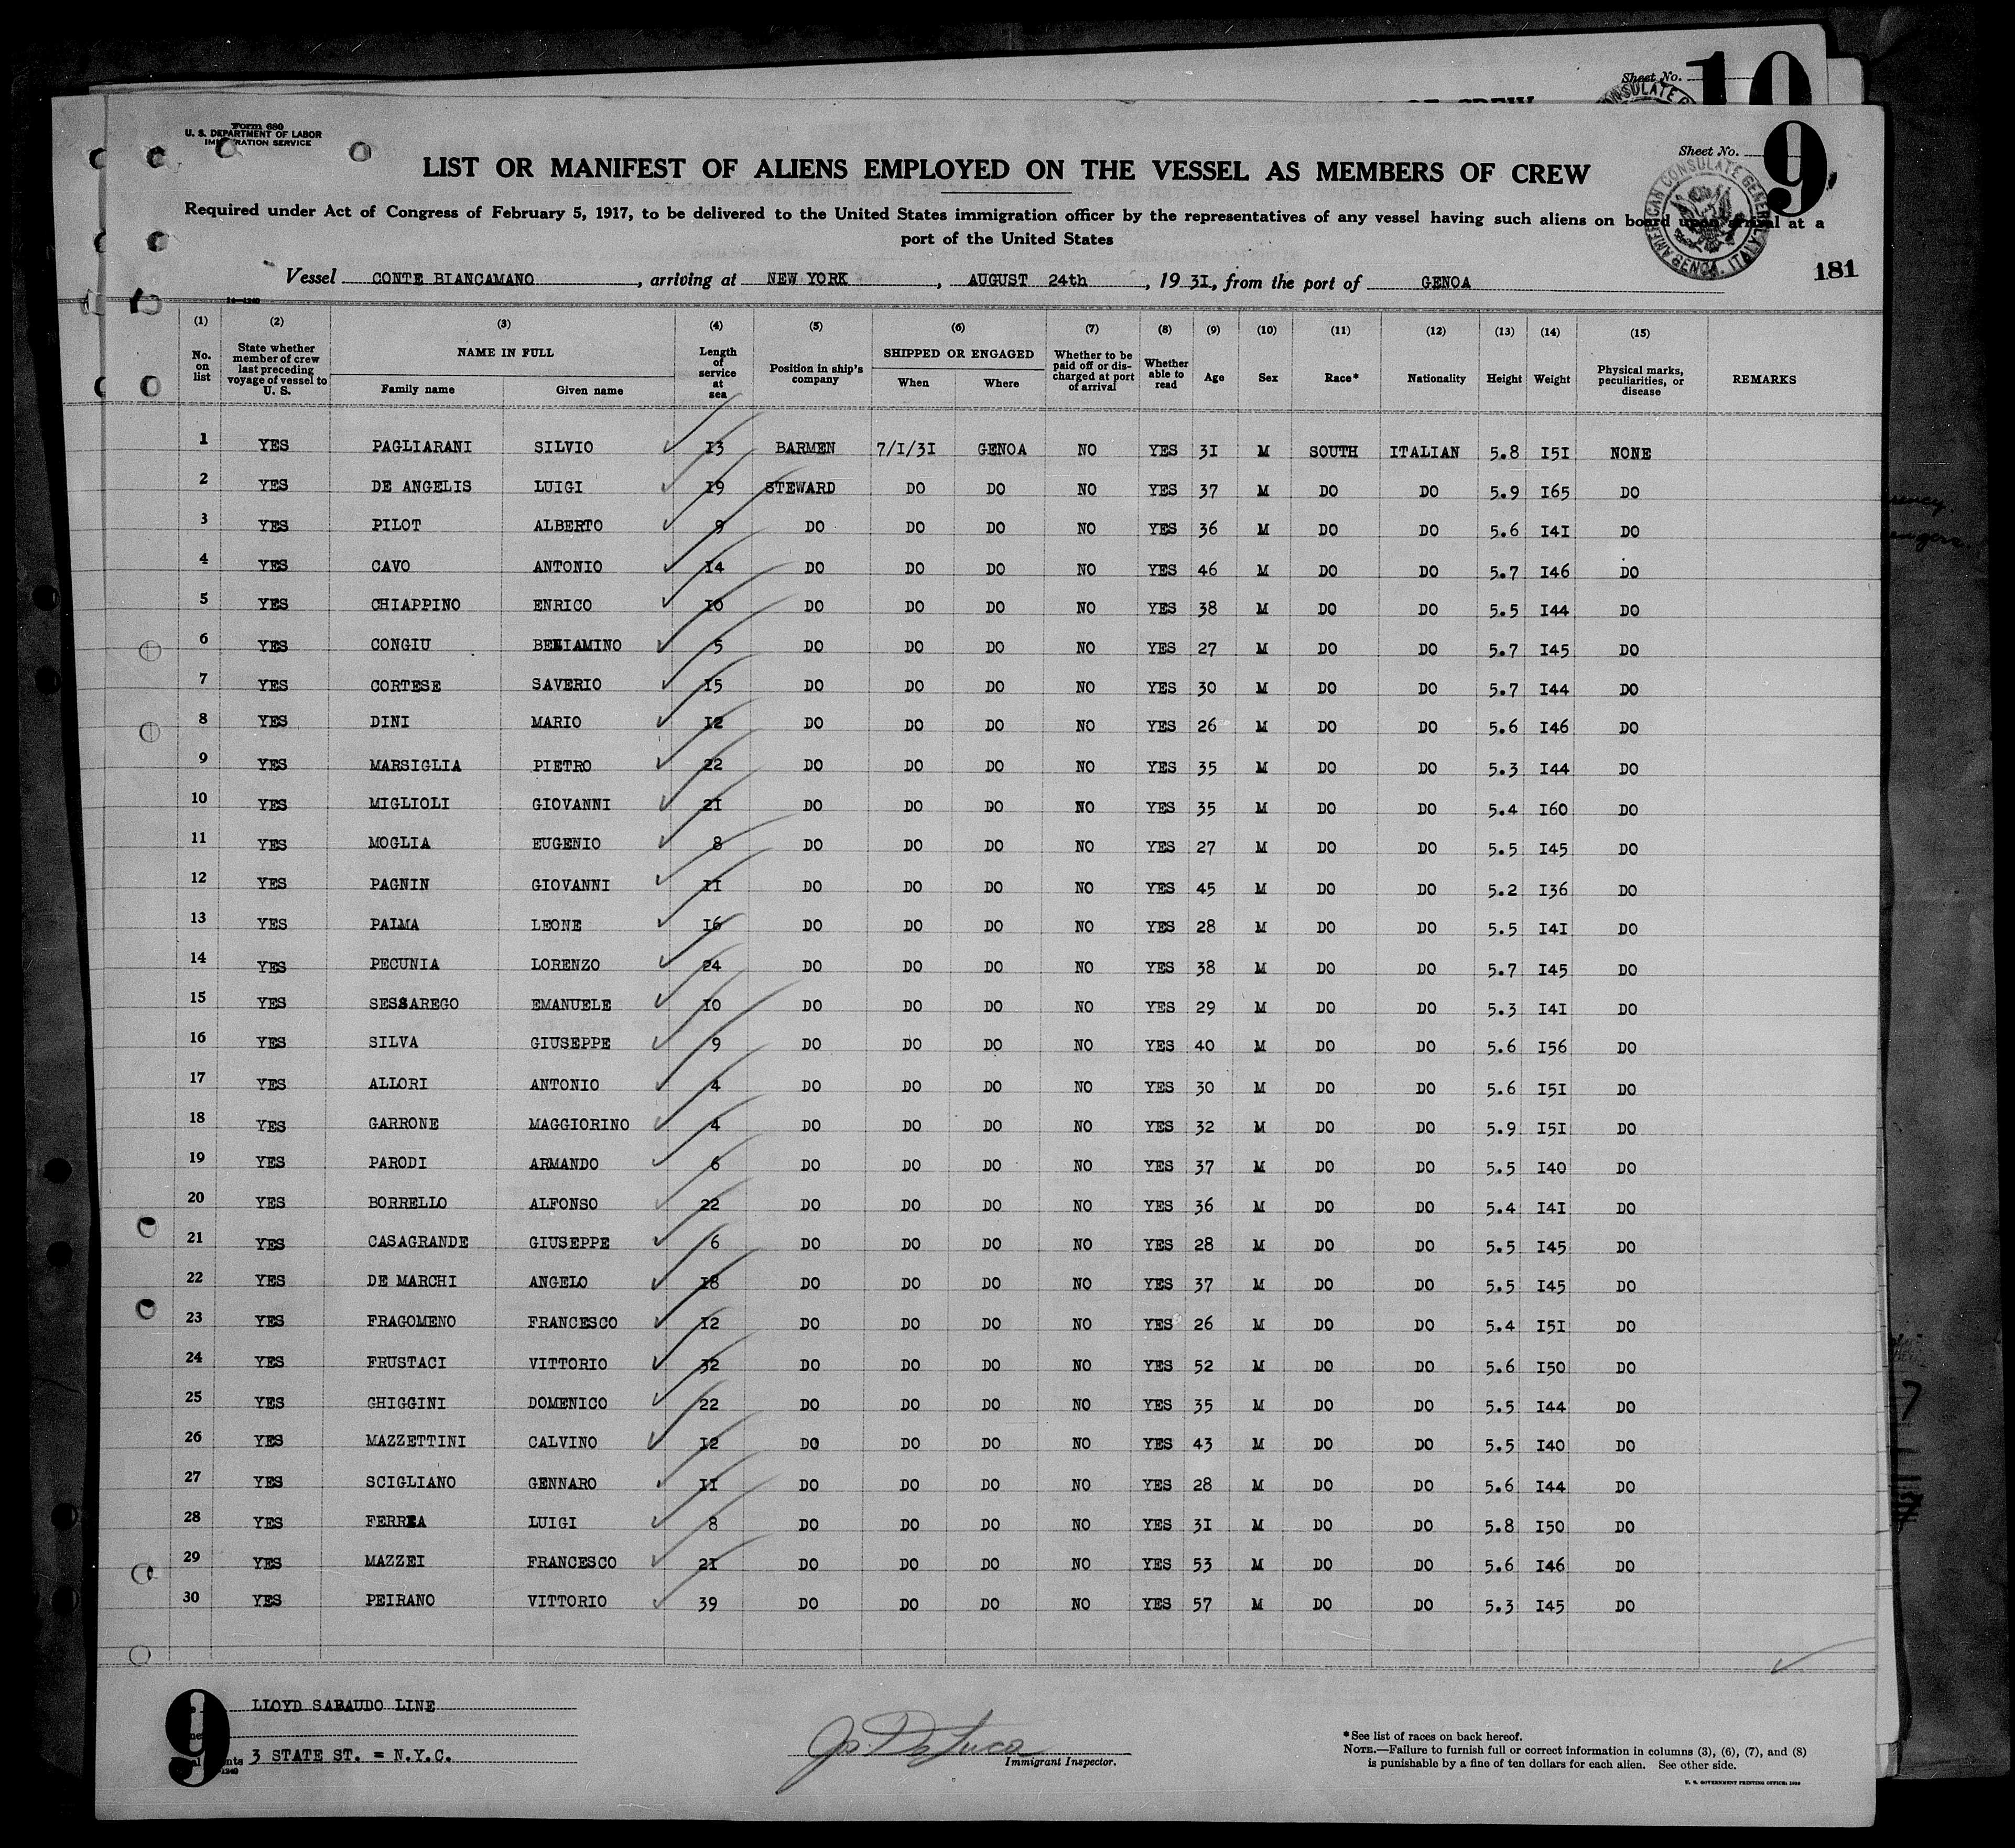 Sheet No. 10
Form 680
U. S. DEPARTMENT OF LABOR
IMMIGRATION SERVICE
Sheet No. 9
AMERICAN CONSULATE GENERAL GENOA, ITALY
LIST OR MANIFEST OF ALIENS EMPLOYED ON THE VESSEL AS MEMBERS OF CREW
Required under Act of Congress of February 5, 1917, to be delivered to the United States immigration officer by the representatives of any vessel having such aliens on board upon arrival at a
port of the United States
181
Vessel CONTE BIANCAMANO, arriving at NEW YORK, AUGUST 24th, 1931, from the port of GENOA
14-1240
(1) (2) (3) (4) (5) (6) (7) (8) (9) (10) (11) (12) (13) (14) (15)
No. on list | State whether member of crew last preceding voyage of vessel to U. S. | NAME IN FULL Family name Given name | Length of service at sea | Position in ship's company | SHIPPED OR ENGAGED When Where | Whether to be paid off or discharged at port of arrival | Whether able to read | Age | Sex | Race* | Nationality | Height | Weight | Physical marks, peculiarities, or disease | REMARKS
1 YES PAGLIARANI SILVIO 13 BARMEN 7/1/31 GENOA NO YES 31 M SOUTH ITALIAN 5.8 151 NONE
2 YES DE ANGELIS LUIGI 19 STEWARD DO DO NO YES 37 M DO DO 5.9 165 DO
3 YES PILOT ALBERTO 9 DO DO DO NO YES 36 M DO DO 5.6 141 DO
4 YES CAVO ANTONIO 14 DO DO DO NO YES 46 M DO DO 5.7 146 DO
5 YES CHIAPPINO ENRICO 10 DO DO DO NO YES 38 M DO DO 5.5 144 DO
6 YES CONGIU BENIAMINO 5 DO DO DO NO YES 27 M DO DO 5.7 145 DO
7 YES CORTESE SAVERIO 15 DO DO DO NO YES 30 M DO DO 5.7 144 DO
8 YES DINI MARIO 12 DO DO DO NO YES 26 M DO DO 5.6 146 DO
9 YES MARSIGLIA PIETRO 22 DO DO DO NO YES 35 M DO DO 5.3 144 DO
10 YES MIGLIOLI GIOVANNI 21 DO DO DO NO YES 35 M DO DO 5.4 160 DO
11 YES MOGLIA EUGENIO 8 DO DO DO NO YES 27 M DO DO 5.5 145 DO
12 YES PAGNIN GIOVANNI 11 DO DO DO NO YES 45 M DO DO 5.2 136 DO
13 YES PALMA LEONE 16 DO DO DO NO YES 28 M DO DO 5.5 141 DO
14 YES PECUNIA LORENZO 24 DO DO DO NO YES 38 M DO DO 5.7 145 DO
15 YES SESSAREGO EMANUELE 10 DO DO DO NO YES 29 M DO DO 5.3 141 DO
16 YES SILVA GIUSEPPE 9 DO DO DO NO YES 40 M DO DO 5.6 156 DO
17 YES ALLORI ANTONIO 4 DO DO DO NO YES 30 M DO DO 5.6 151 DO
18 YES GARRONE MAGGIORINO 4 DO DO DO NO YES 32 M DO DO 5.9 151 DO
19 YES PARODI ARMANDO 6 DO DO DO NO YES 37 M DO DO 5.5 140 DO
20 YES BORRELLO ALFONSO 22 DO DO DO NO YES 36 M DO DO 5.4 141 DO
21 YES CASAGRANDE GIUSEPPE 6 DO DO DO NO YES 28 M DO DO 5.5 145 DO
22 YES DE MARCHI ANGELO 18 DO DO DO NO YES 37 M DO DO 5.5 145 DO
23 YES FRAGOMENO FRANCESCO 12 DO DO DO NO YES 26 M DO DO 5.4 151 DO
24 YES FRUSTACI VITTORIO 32 DO DO DO NO YES 52 M DO DO 5.6 150 DO
25 YES GHIGGINI DOMENICO 22 DO DO DO NO YES 35 M DO DO 5.5 144 DO
26 YES MAZZETTINI CALVINO 12 DO DO DO NO YES 43 M DO DO 5.5 140 DO
27 YES SCIGLIANO GENNARO 11 DO DO DO NO YES 28 M DO DO 5.6 144 DO
28 YES FERREA LUIGI 8 DO DO DO NO YES 31 M DO DO 5.8 150 DO
29 YES MAZZEI FRANCESCO 21 DO DO DO NO YES 53 M DO DO 5.6 146 DO
30 YES PEIRANO VITTORIO 39 DO DO DO NO YES 57 M DO DO 5.3 145 DO
9
LLOYD SABAUDO LINE
3 STATE ST. = N.Y.C.
Jo. De Luca
Immigrant Inspector.
*See list of races on back hereof.
NOTE.—Failure to furnish full or correct information in columns (3), (6), (7), and (8)
is punishable by a fine of ten dollars for each alien. See other side.